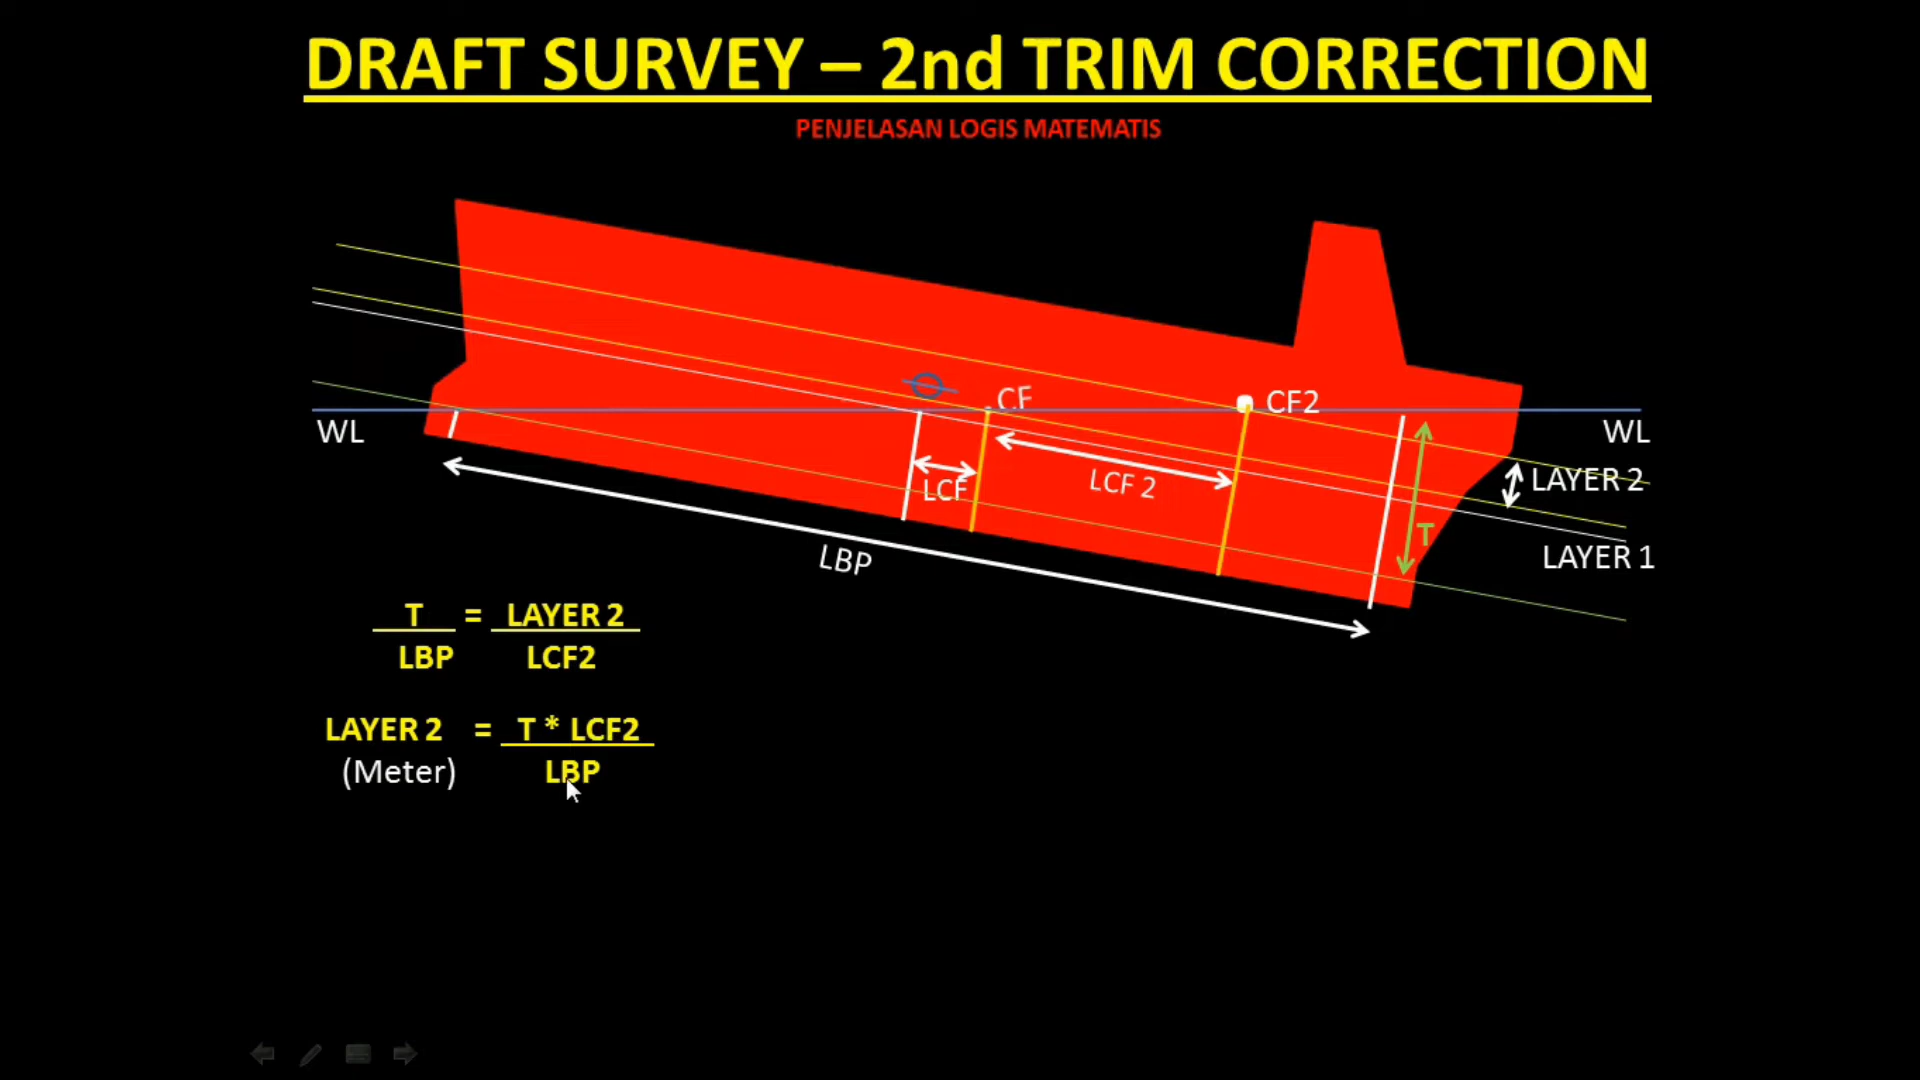 DRAFT SURVEY – 2nd TRIM CORRECTION
PENJELASAN LOGIS MATEMATIS
CF
CF2
WL
WL
LCF
LCF 2
LAYER 2
T
LAYER 1
LBP
T = LAYER 2
LBP LCF2
LAYER 2 = T * LCF2
(Meter) LBP